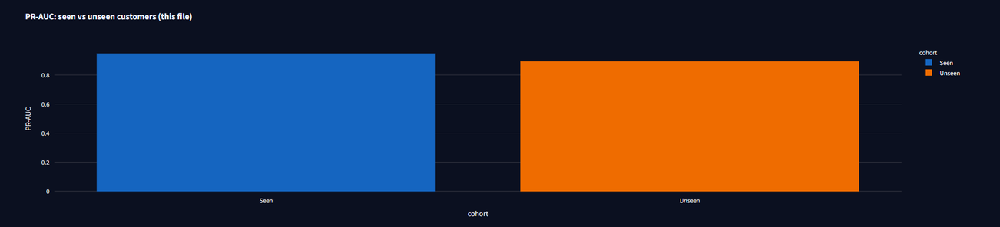 PR-AUC: seen vs unseen customers (this file)
cohort
Seen
Unseen
PR-AUC
0.8
0.6
0.4
0.2
0
Seen
Unseen
cohort